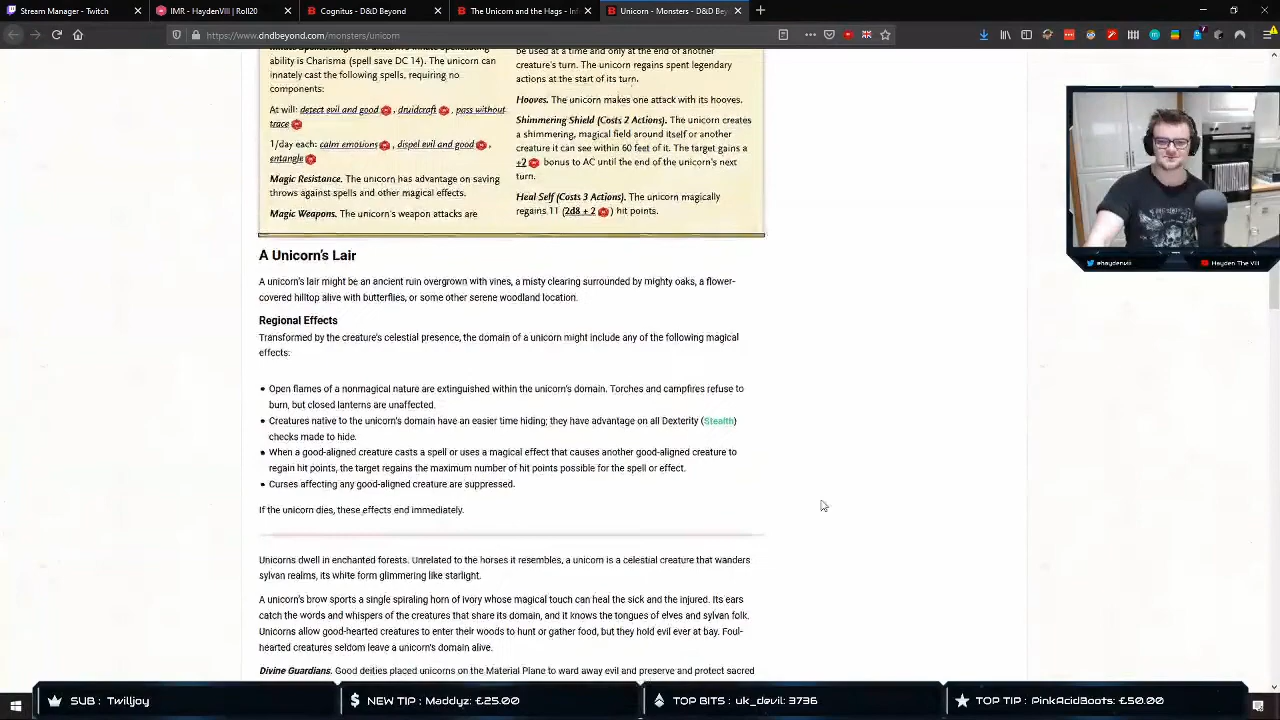 Stream Manager - Twitch
IMR - HaydenVIII | Roll20
Cognitus - D&D Beyond
The Unicorn and the Hags - In
Unicorn - Monsters - D&D Bey
https://www.dndbeyond.com/monsters/unicorn
ability is Charisma (spell save DC 14). The unicorn can
innately cast the following spells, requiring no
components:
At will: detect evil and good, druidcraft, pass without
trace
1/day each: calm emotions, dispel evil and good,
entangle
Magic Resistance. The unicorn has advantage on saving
throws against spells and other magical effects.
Magic Weapons. The unicorn's weapon attacks are
be used at a time and only at the end of another
creature's turn. The unicorn regains spent legendary
actions at the start of its turn.
Hooves. The unicorn makes one attack with its hooves.
Shimmering Shield (Costs 2 Actions). The unicorn creates
a shimmering, magical field around itself or another
creature it can see within 60 feet of it. The target gains a
+2 bonus to AC until the end of the unicorn's next
turn.
Heal Self (Costs 3 Actions). The unicorn magically
regains 11 (2d8 + 2) hit points.
@haydenviii
Hayden The VIII
A Unicorn's Lair
A unicorn's lair might be an ancient ruin overgrown with vines, a misty clearing surrounded by mighty oaks, a flower-
covered hilltop alive with butterflies, or some other serene woodland location.
Regional Effects
Transformed by the creature's celestial presence, the domain of a unicorn might include any of the following magical
effects:
• Open flames of a nonmagical nature are extinguished within the unicorn's domain. Torches and campfires refuse to
burn, but closed lanterns are unaffected.
• Creatures native to the unicorn's domain have an easier time hiding; they have advantage on all Dexterity (Stealth)
checks made to hide.
• When a good-aligned creature casts a spell or uses a magical effect that causes another good-aligned creature to
regain hit points, the target regains the maximum number of hit points possible for the spell or effect.
• Curses affecting any good-aligned creature are suppressed.
If the unicorn dies, these effects end immediately.
Unicorns dwell in enchanted forests. Unrelated to the horses it resembles, a unicorn is a celestial creature that wanders
sylvan realms, its white form glimmering like starlight.
A unicorn's brow sports a single spiraling horn of ivory whose magical touch can heal the sick and the injured. Its ears
catch the words and whispers of the creatures that share its domain, and it knows the tongues of elves and sylvan folk.
Unicorns allow good-hearted creatures to enter their woods to hunt or gather food, but they hold evil ever at bay. Foul-
hearted creatures seldom leave a unicorn's domain alive.
Divine Guardians. Good deities placed unicorns on the Material Plane to ward away evil and preserve and protect sacred
SUB : Twilljoy
NEW TIP : Maddyz: £25.00
TOP BITS : uk_devil: 3736
TOP TIP : PinkAcidBoots: £50.00